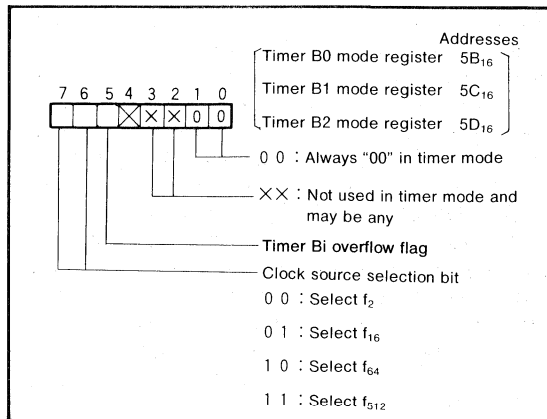 Addresses
Timer B0 mode register 5B₁₆
Timer B1 mode register 5C₁₆
Timer B2 mode register 5D₁₆
7 6 5 4 3 2 1 0
× × × 0 0
0 0 : Always “00” in timer mode
×× : Not used in timer mode and
may be any
Timer Bi overflow flag
Clock source selection bit
0 0 : Select f₂
0 1 : Select f₁₆
1 0 : Select f₆₄
1 1 : Select f₅₁₂